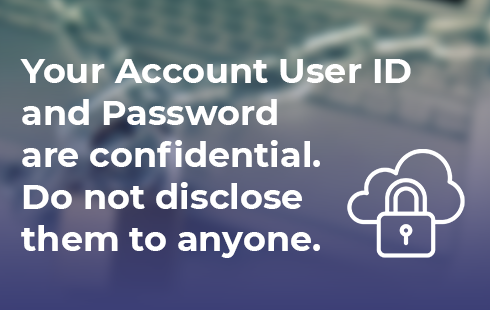 Your Account User ID
and Password
are confidential.
Do not disclose
them to anyone.